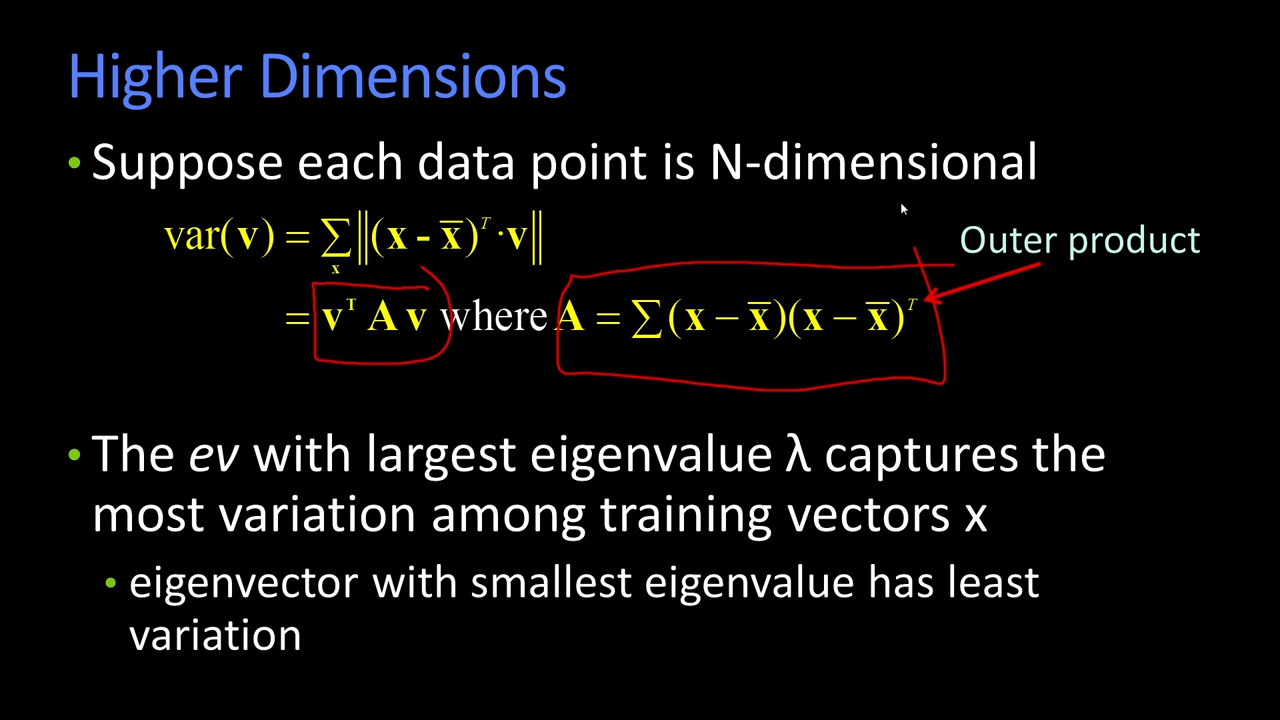 Higher Dimensions
• Suppose each data point is N-dimensional
var(v) = ∑ₓ ‖(x - x̅)ᵀ · v‖
Outer product
= vᵀ A v where A = ∑(x − x̅)(x − x̅)ᵀ
• The ev with largest eigenvalue λ captures the
most variation among training vectors x
• eigenvector with smallest eigenvalue has least
variation